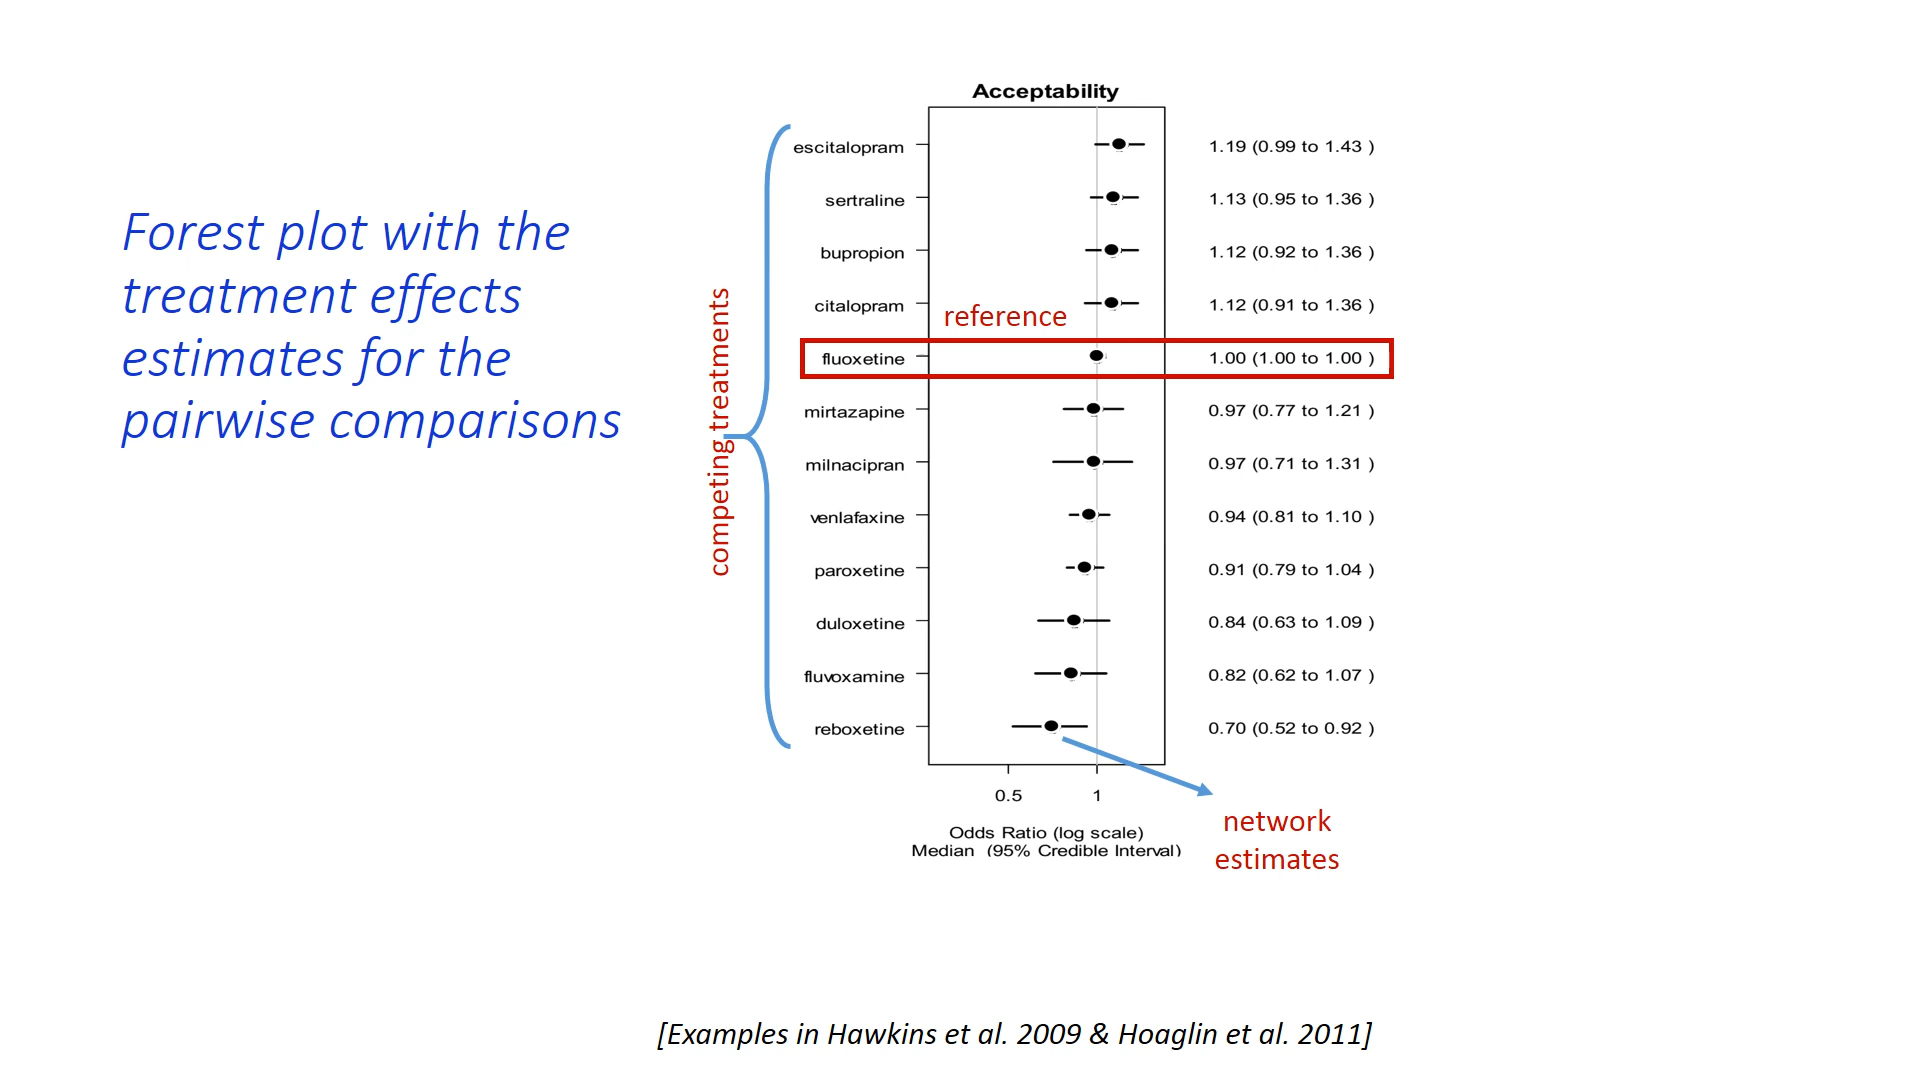 Forest plot with the
treatment effects
estimates for the
pairwise comparisons
competing treatments
Acceptability
escitalopram 1.19 (0.99 to 1.43 )
sertraline 1.13 (0.95 to 1.36 )
bupropion 1.12 (0.92 to 1.36 )
citalopram 1.12 (0.91 to 1.36 )
reference
fluoxetine 1.00 (1.00 to 1.00 )
mirtazapine 0.97 (0.77 to 1.21 )
milnacipran 0.97 (0.71 to 1.31 )
venlafaxine 0.94 (0.81 to 1.10 )
paroxetine 0.91 (0.79 to 1.04 )
duloxetine 0.84 (0.63 to 1.09 )
fluvoxamine 0.82 (0.62 to 1.07 )
reboxetine 0.70 (0.52 to 0.92 )
0.5 1
Odds Ratio (log scale)
Median (95% Credible Interval)
network
estimates
[Examples in Hawkins et al. 2009 & Hoaglin et al. 2011]